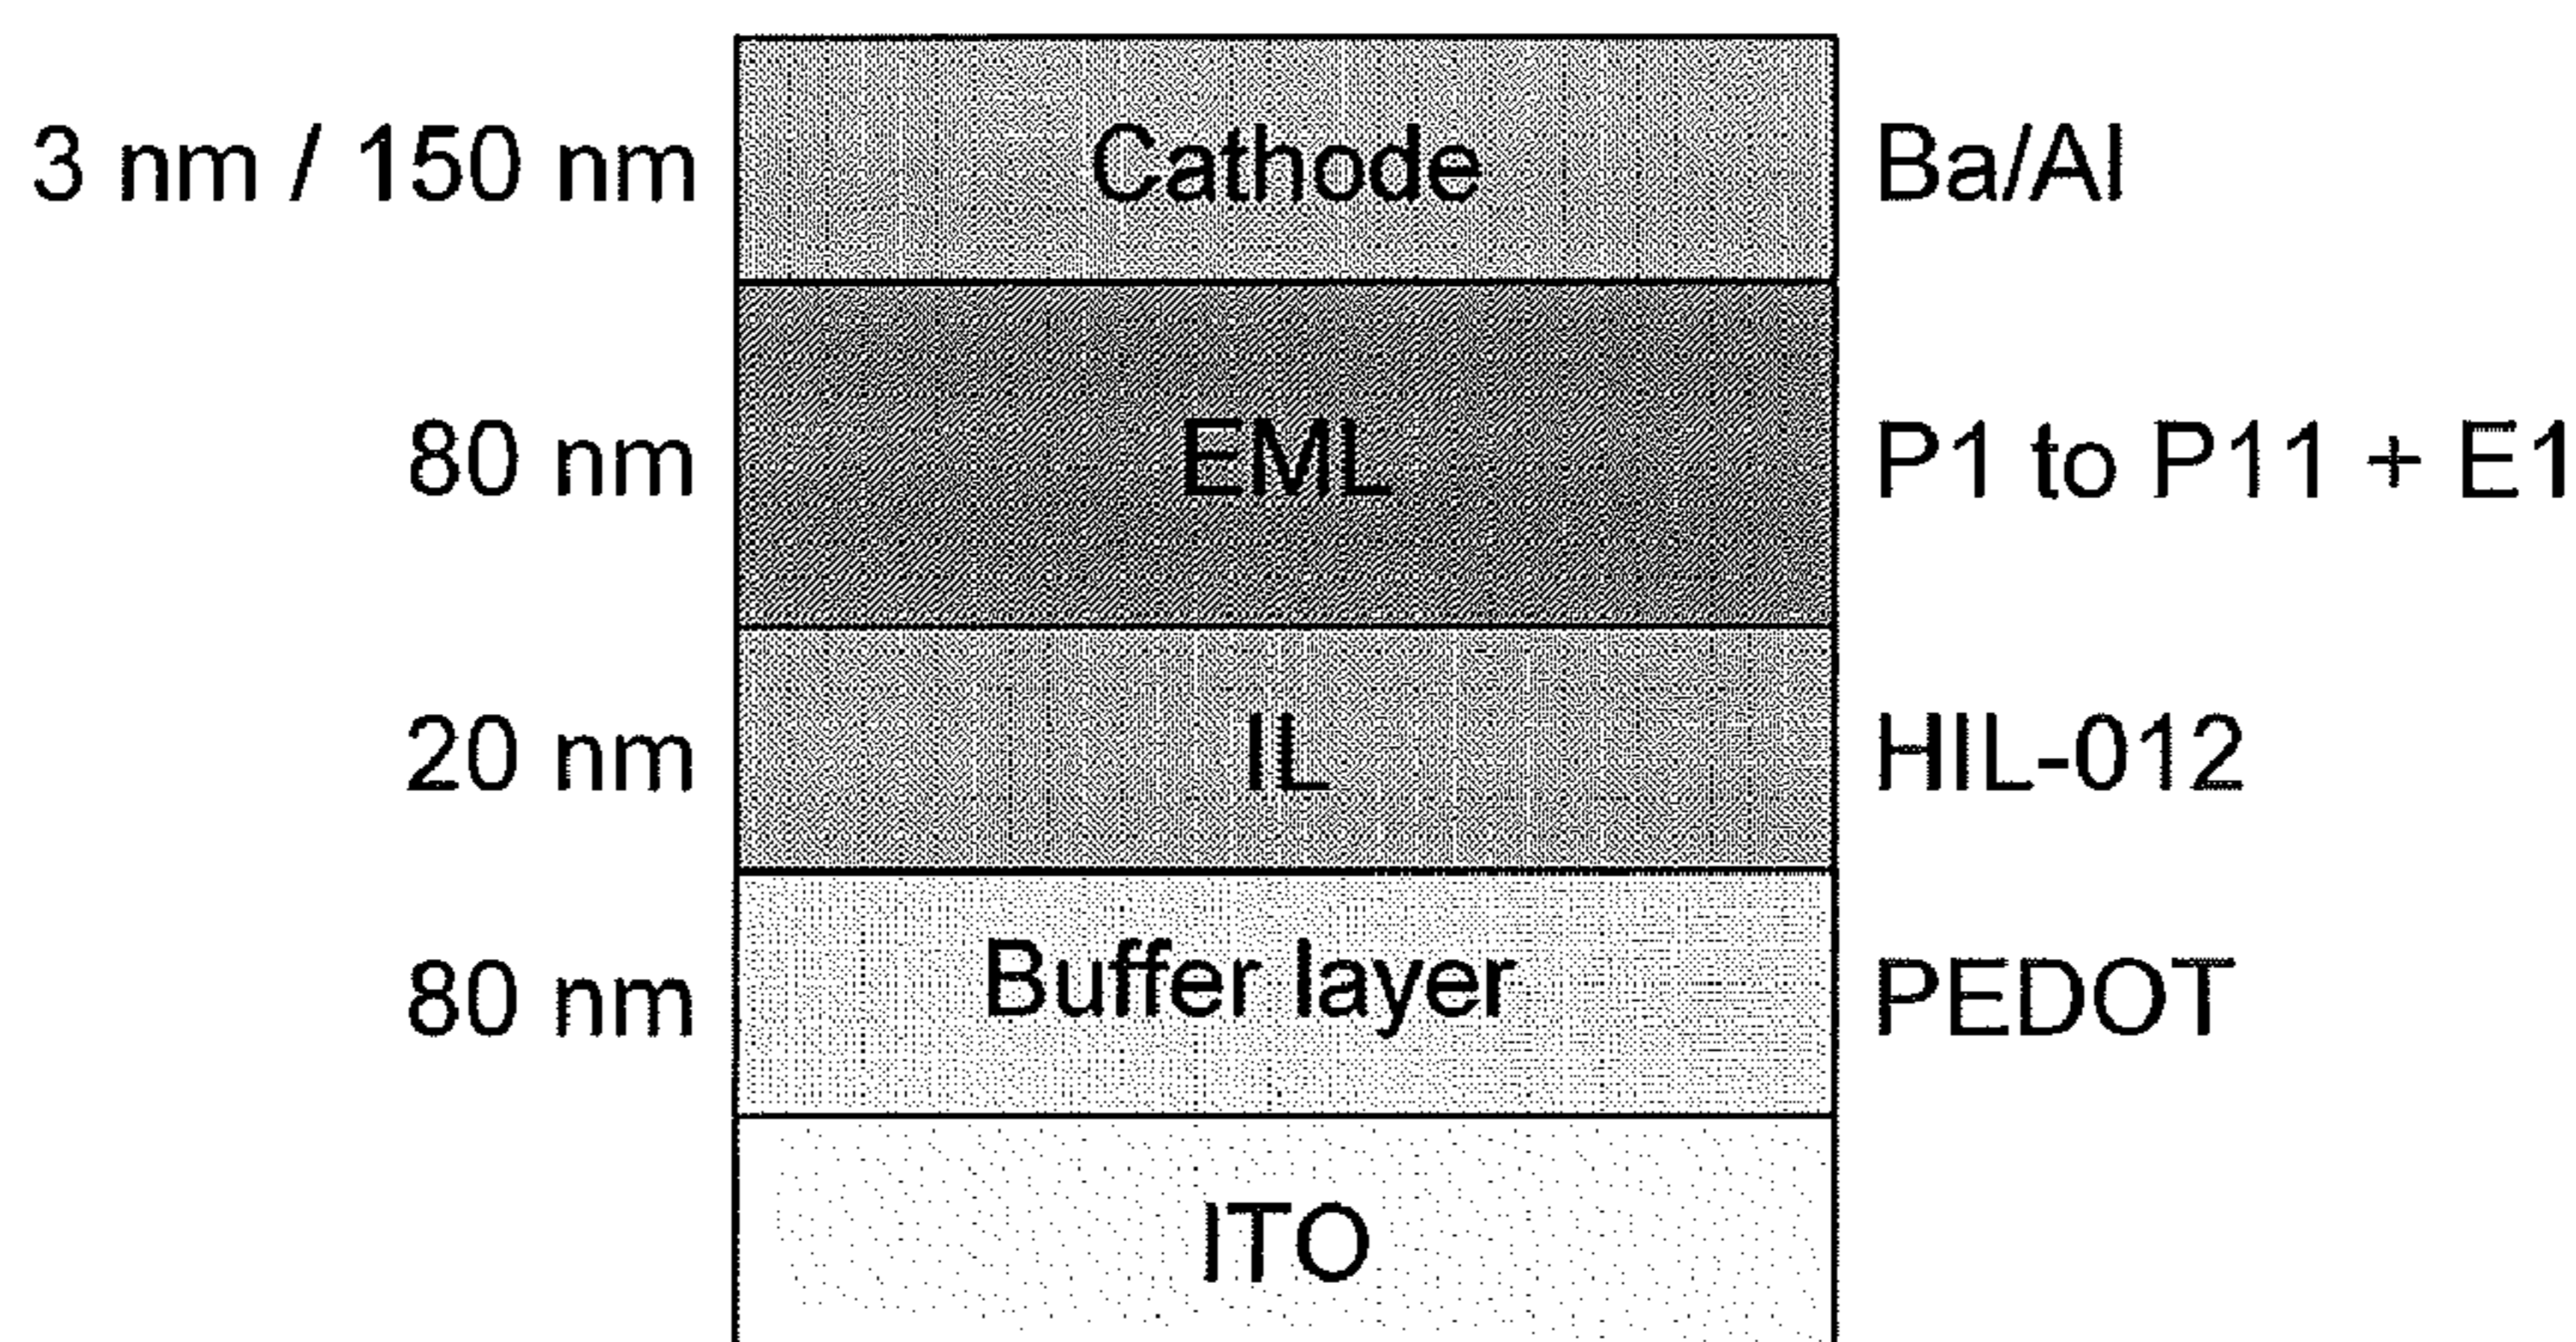 3 nm / 150 nm Cathode Ba/Al
80 nm EML P1 to P11 + E1
20 nm IL HIL-012
80 nm Buffer layer PEDOT
ITO